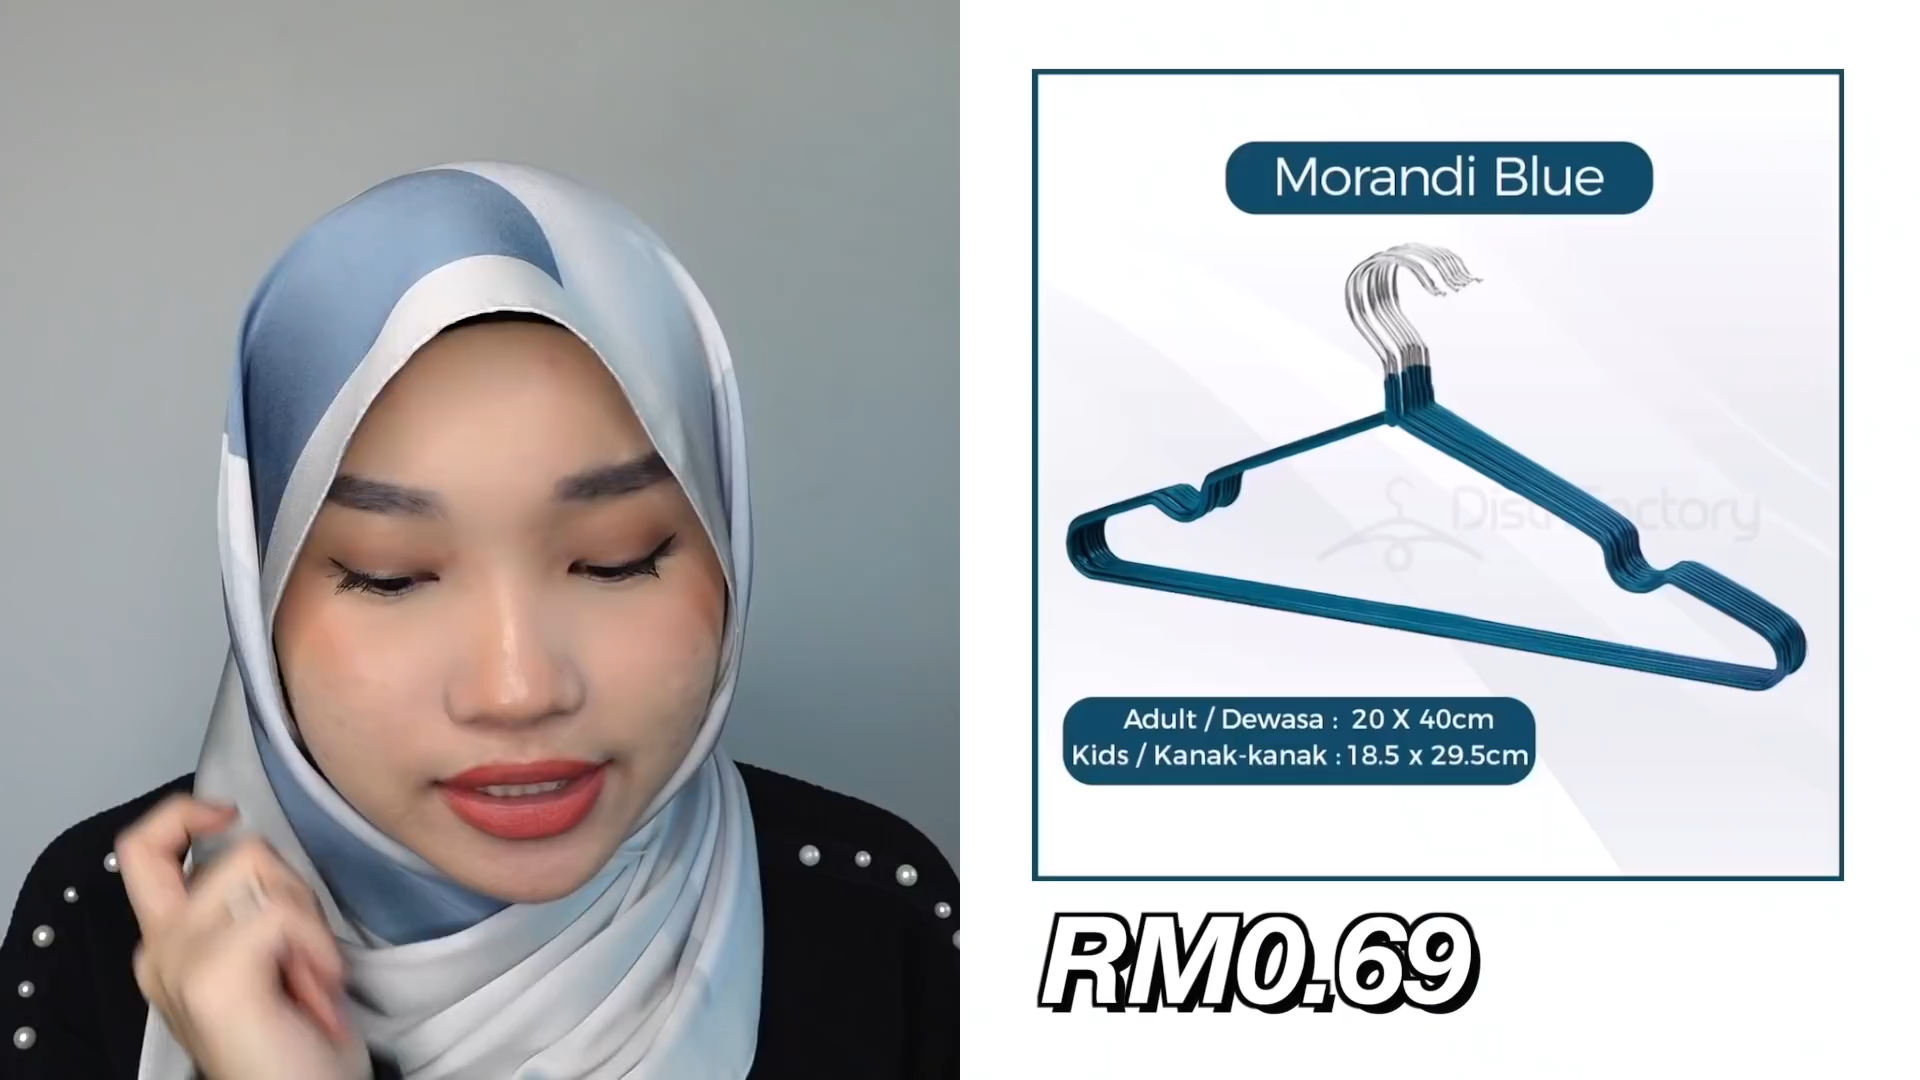 Morandi Blue
Adult / Dewasa : 20 X 40cm
Kids / Kanak-kanak : 18.5 x 29.5cm
RM0.69